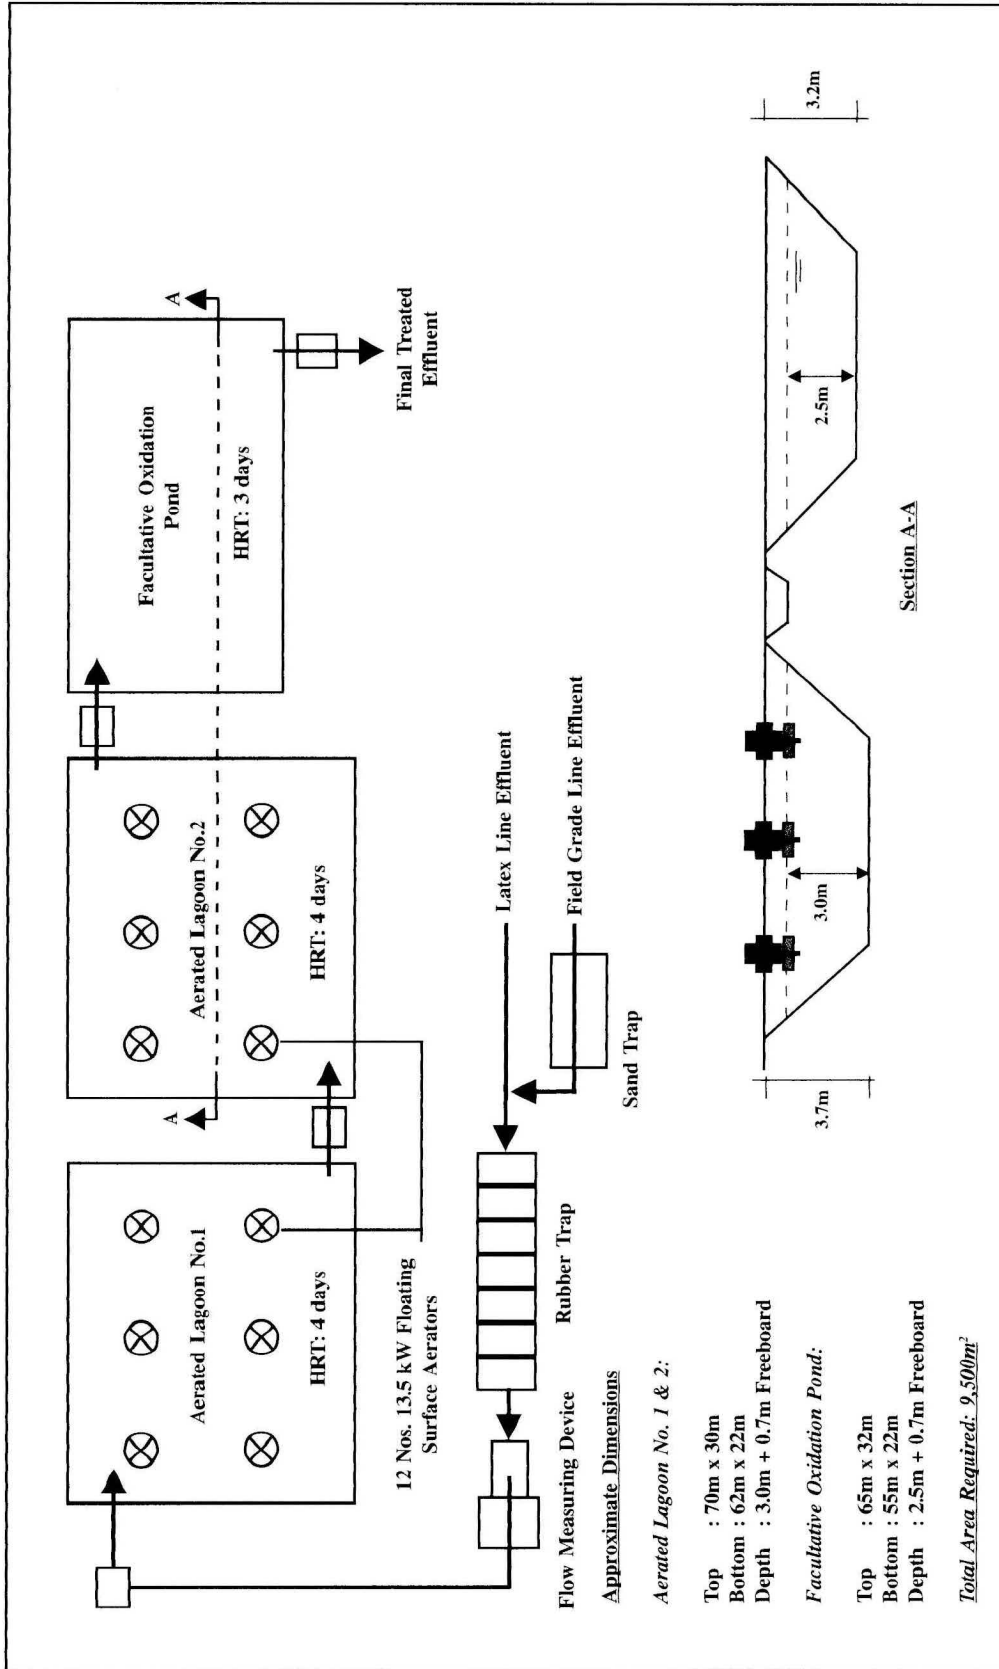 A
A
Aerated Lagoon No.1
HRT: 4 days
Aerated Lagoon No.2
HRT: 4 days
Facultative Oxidation
Pond
HRT: 3 days
Final Treated
Effluent
12 Nos. 13.5 kW Floating
Surface Aerators
Latex Line Effluent
Field Grade Line Effluent
Sand Trap
Rubber Trap
Flow Measuring Device
Approximate Dimensions
Aerated Lagoon No. 1 & 2:
Top : 70m x 30m
Bottom : 62m x 22m
Depth : 3.0m + 0.7m Freeboard
Facultative Oxidation Pond:
Top : 65m x 32m
Bottom : 55m x 22m
Depth : 2.5m + 0.7m Freeboard
Total Area Required: 9,500m²
3.7m
3.0m
2.5m
3.2m
Section A-A